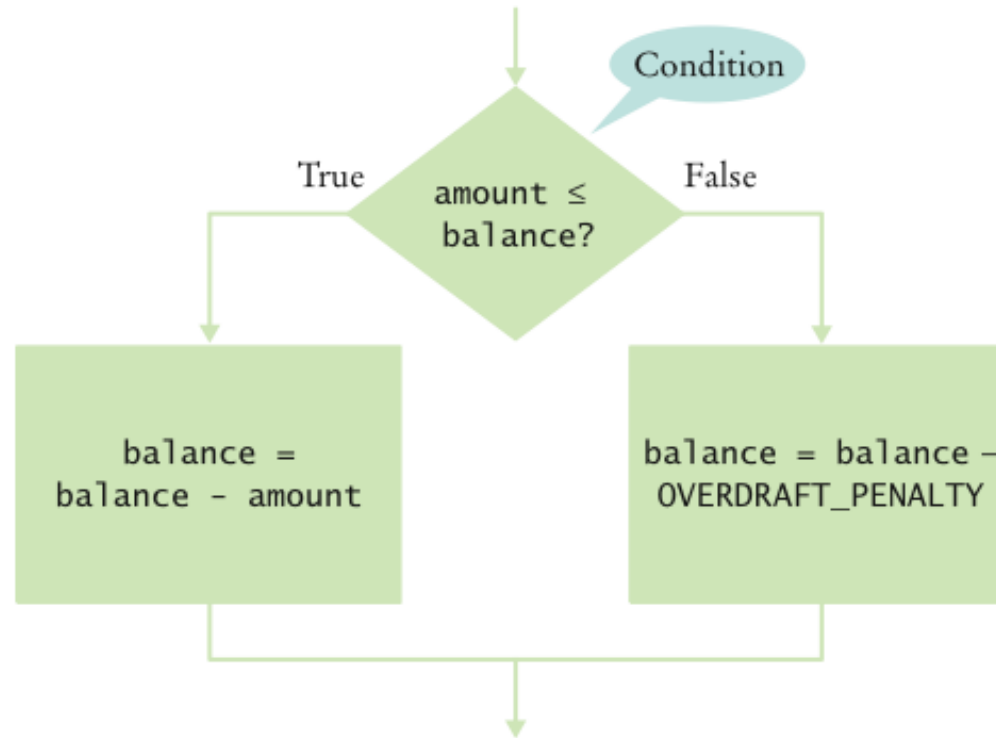 Condition
True
False
amount ≤
balance?
balance =
balance - amount
balance = balance –
OVERDRAFT_PENALTY